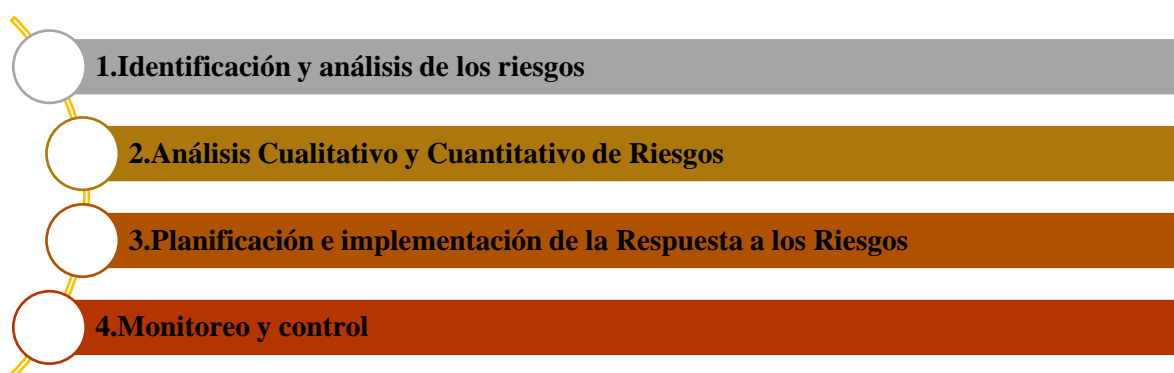 1.Identificación y análisis de los riesgos
2.Análisis Cualitativo y Cuantitativo de Riesgos
3.Planificación e implementación de la Respuesta a los Riesgos
4.Monitoreo y control